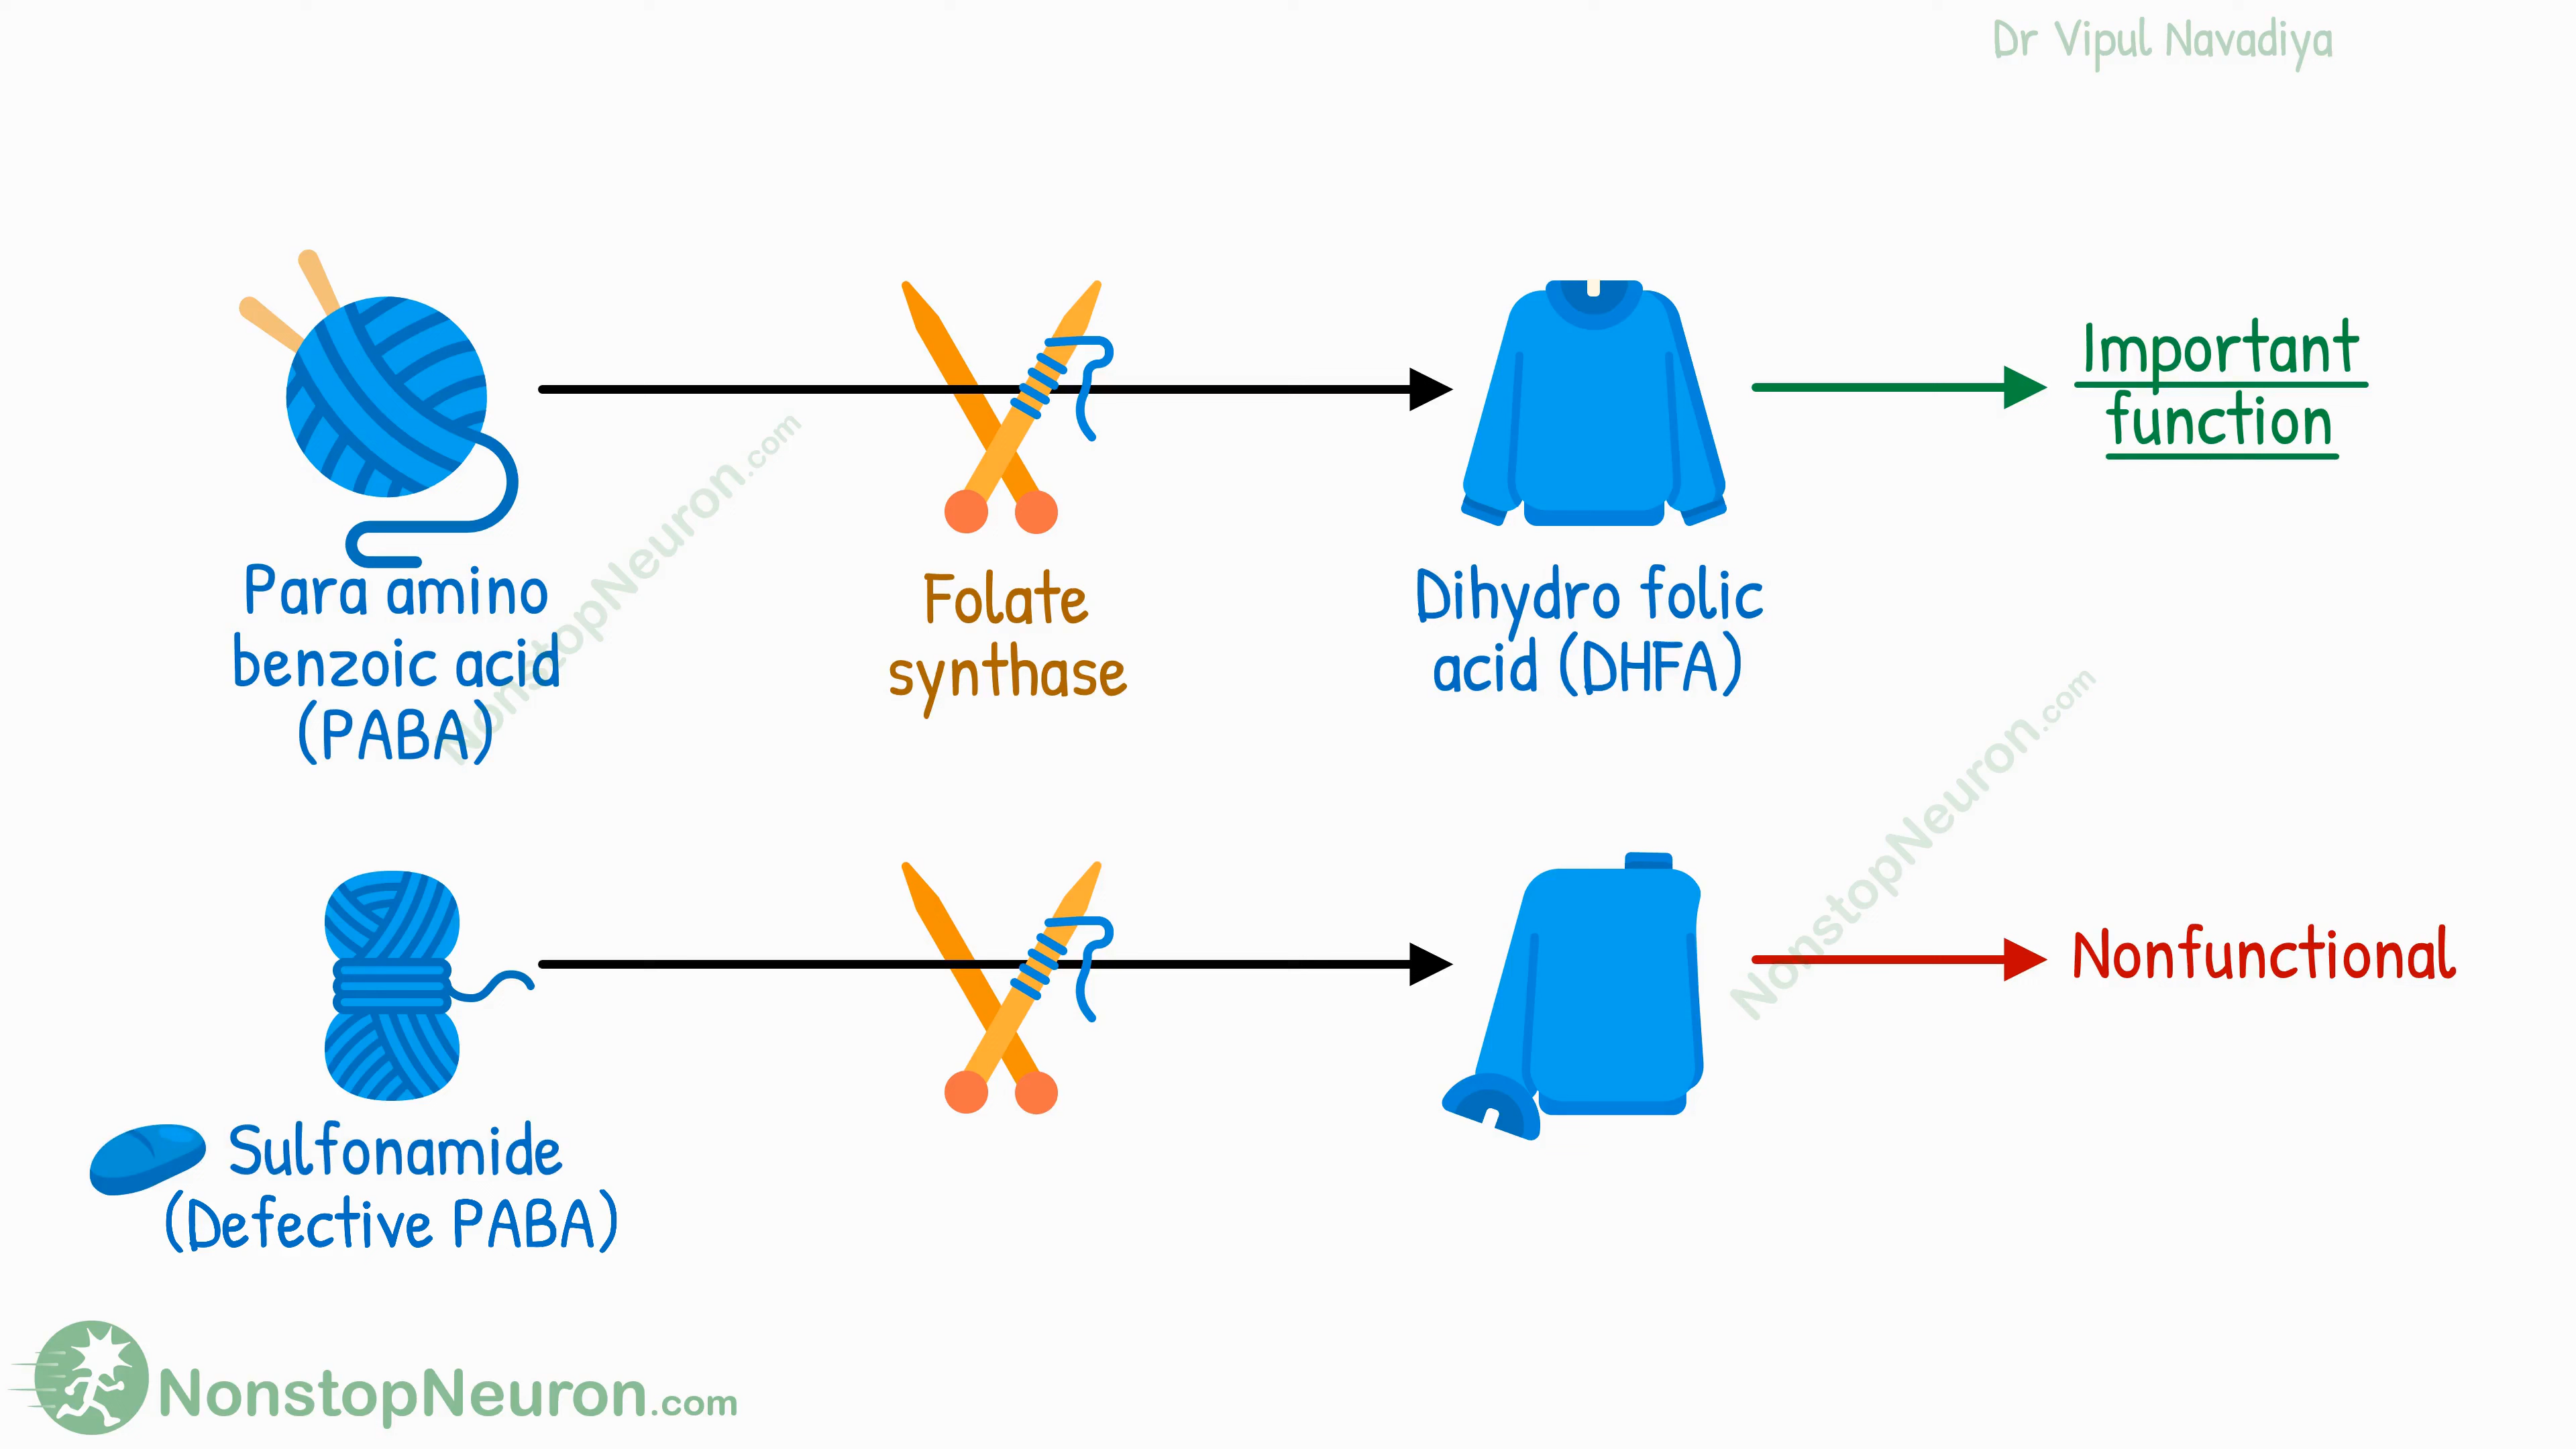 Dr Vipul Navadiya
Important
function
Para amino
benzoic acid
(PABA)
Folate
synthase
Dihydro folic
acid (DHFA)
NonstopNeuron.com
NonstopNeuron.com
Nonfunctional
Sulfonamide
(Defective PABA)
NonstopNeuron.com